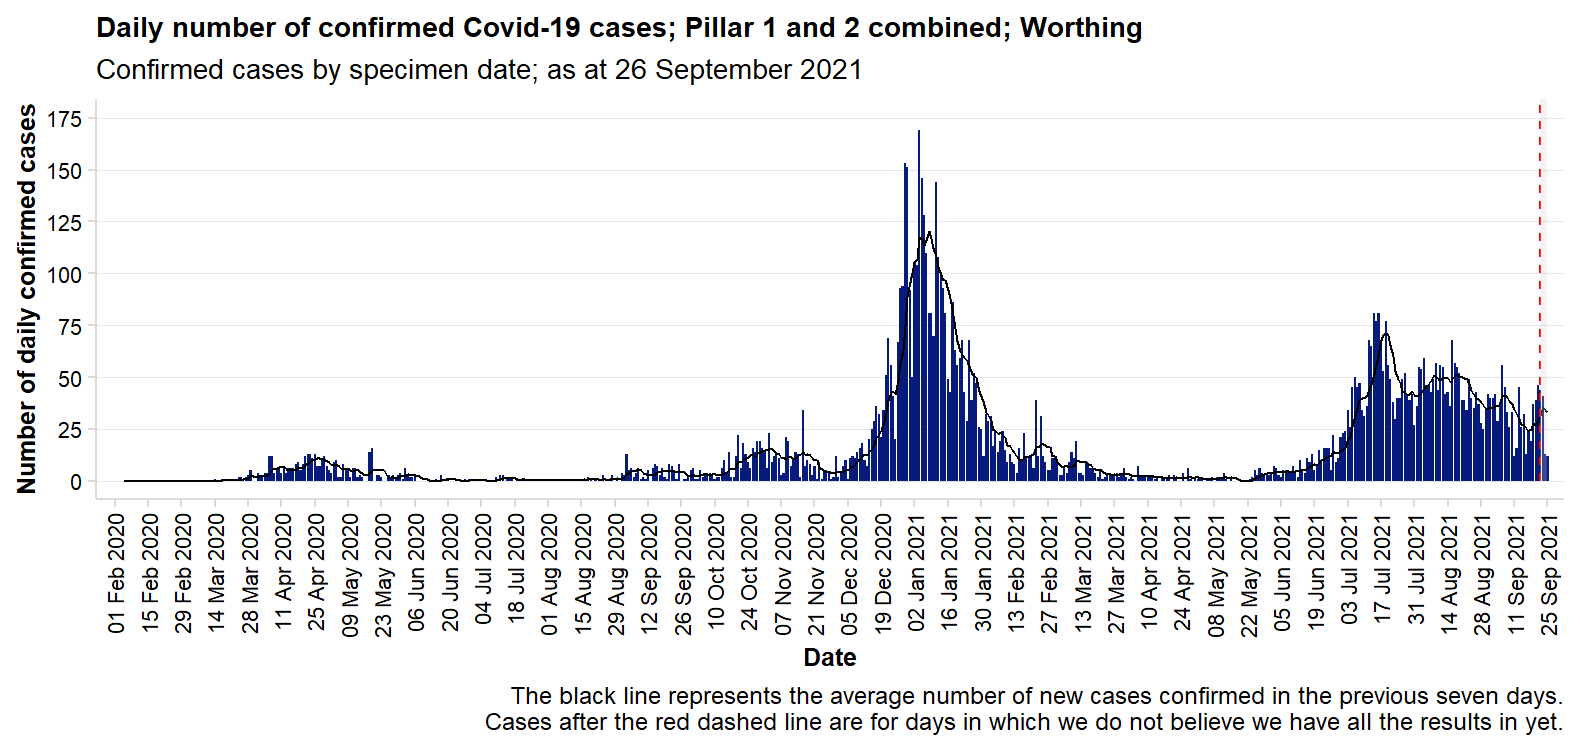 Daily number of confirmed Covid-19 cases; Pillar 1 and 2 combined; Worthing
Confirmed cases by specimen date; as at 26 September 2021
Number of daily confirmed cases
175
150
125
100
75
50
25
0
01 Feb 2020
15 Feb 2020
29 Feb 2020
14 Mar 2020
28 Mar 2020
11 Apr 2020
25 Apr 2020
09 May 2020
23 May 2020
06 Jun 2020
20 Jun 2020
04 Jul 2020
18 Jul 2020
01 Aug 2020
15 Aug 2020
29 Aug 2020
12 Sep 2020
26 Sep 2020
10 Oct 2020
24 Oct 2020
07 Nov 2020
21 Nov 2020
05 Dec 2020
19 Dec 2020
02 Jan 2021
16 Jan 2021
30 Jan 2021
13 Feb 2021
27 Feb 2021
13 Mar 2021
27 Mar 2021
10 Apr 2021
24 Apr 2021
08 May 2021
22 May 2021
05 Jun 2021
19 Jun 2021
03 Jul 2021
17 Jul 2021
31 Jul 2021
14 Aug 2021
28 Aug 2021
11 Sep 2021
25 Sep 2021
Date
The black line represents the average number of new cases confirmed in the previous seven days.
Cases after the red dashed line are for days in which we do not believe we have all the results in yet.